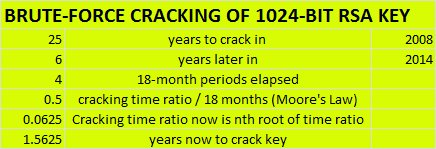 BRUTE-FORCE CRACKING OF 1024-BIT RSA KEY
25 years to crack in 2008
6 years later in 2014
4 18-month periods elapsed
0.5 cracking time ratio / 18 months (Moore's Law)
0.0625 Cracking time ratio now is nth root of time ratio
1.5625 years now to crack key